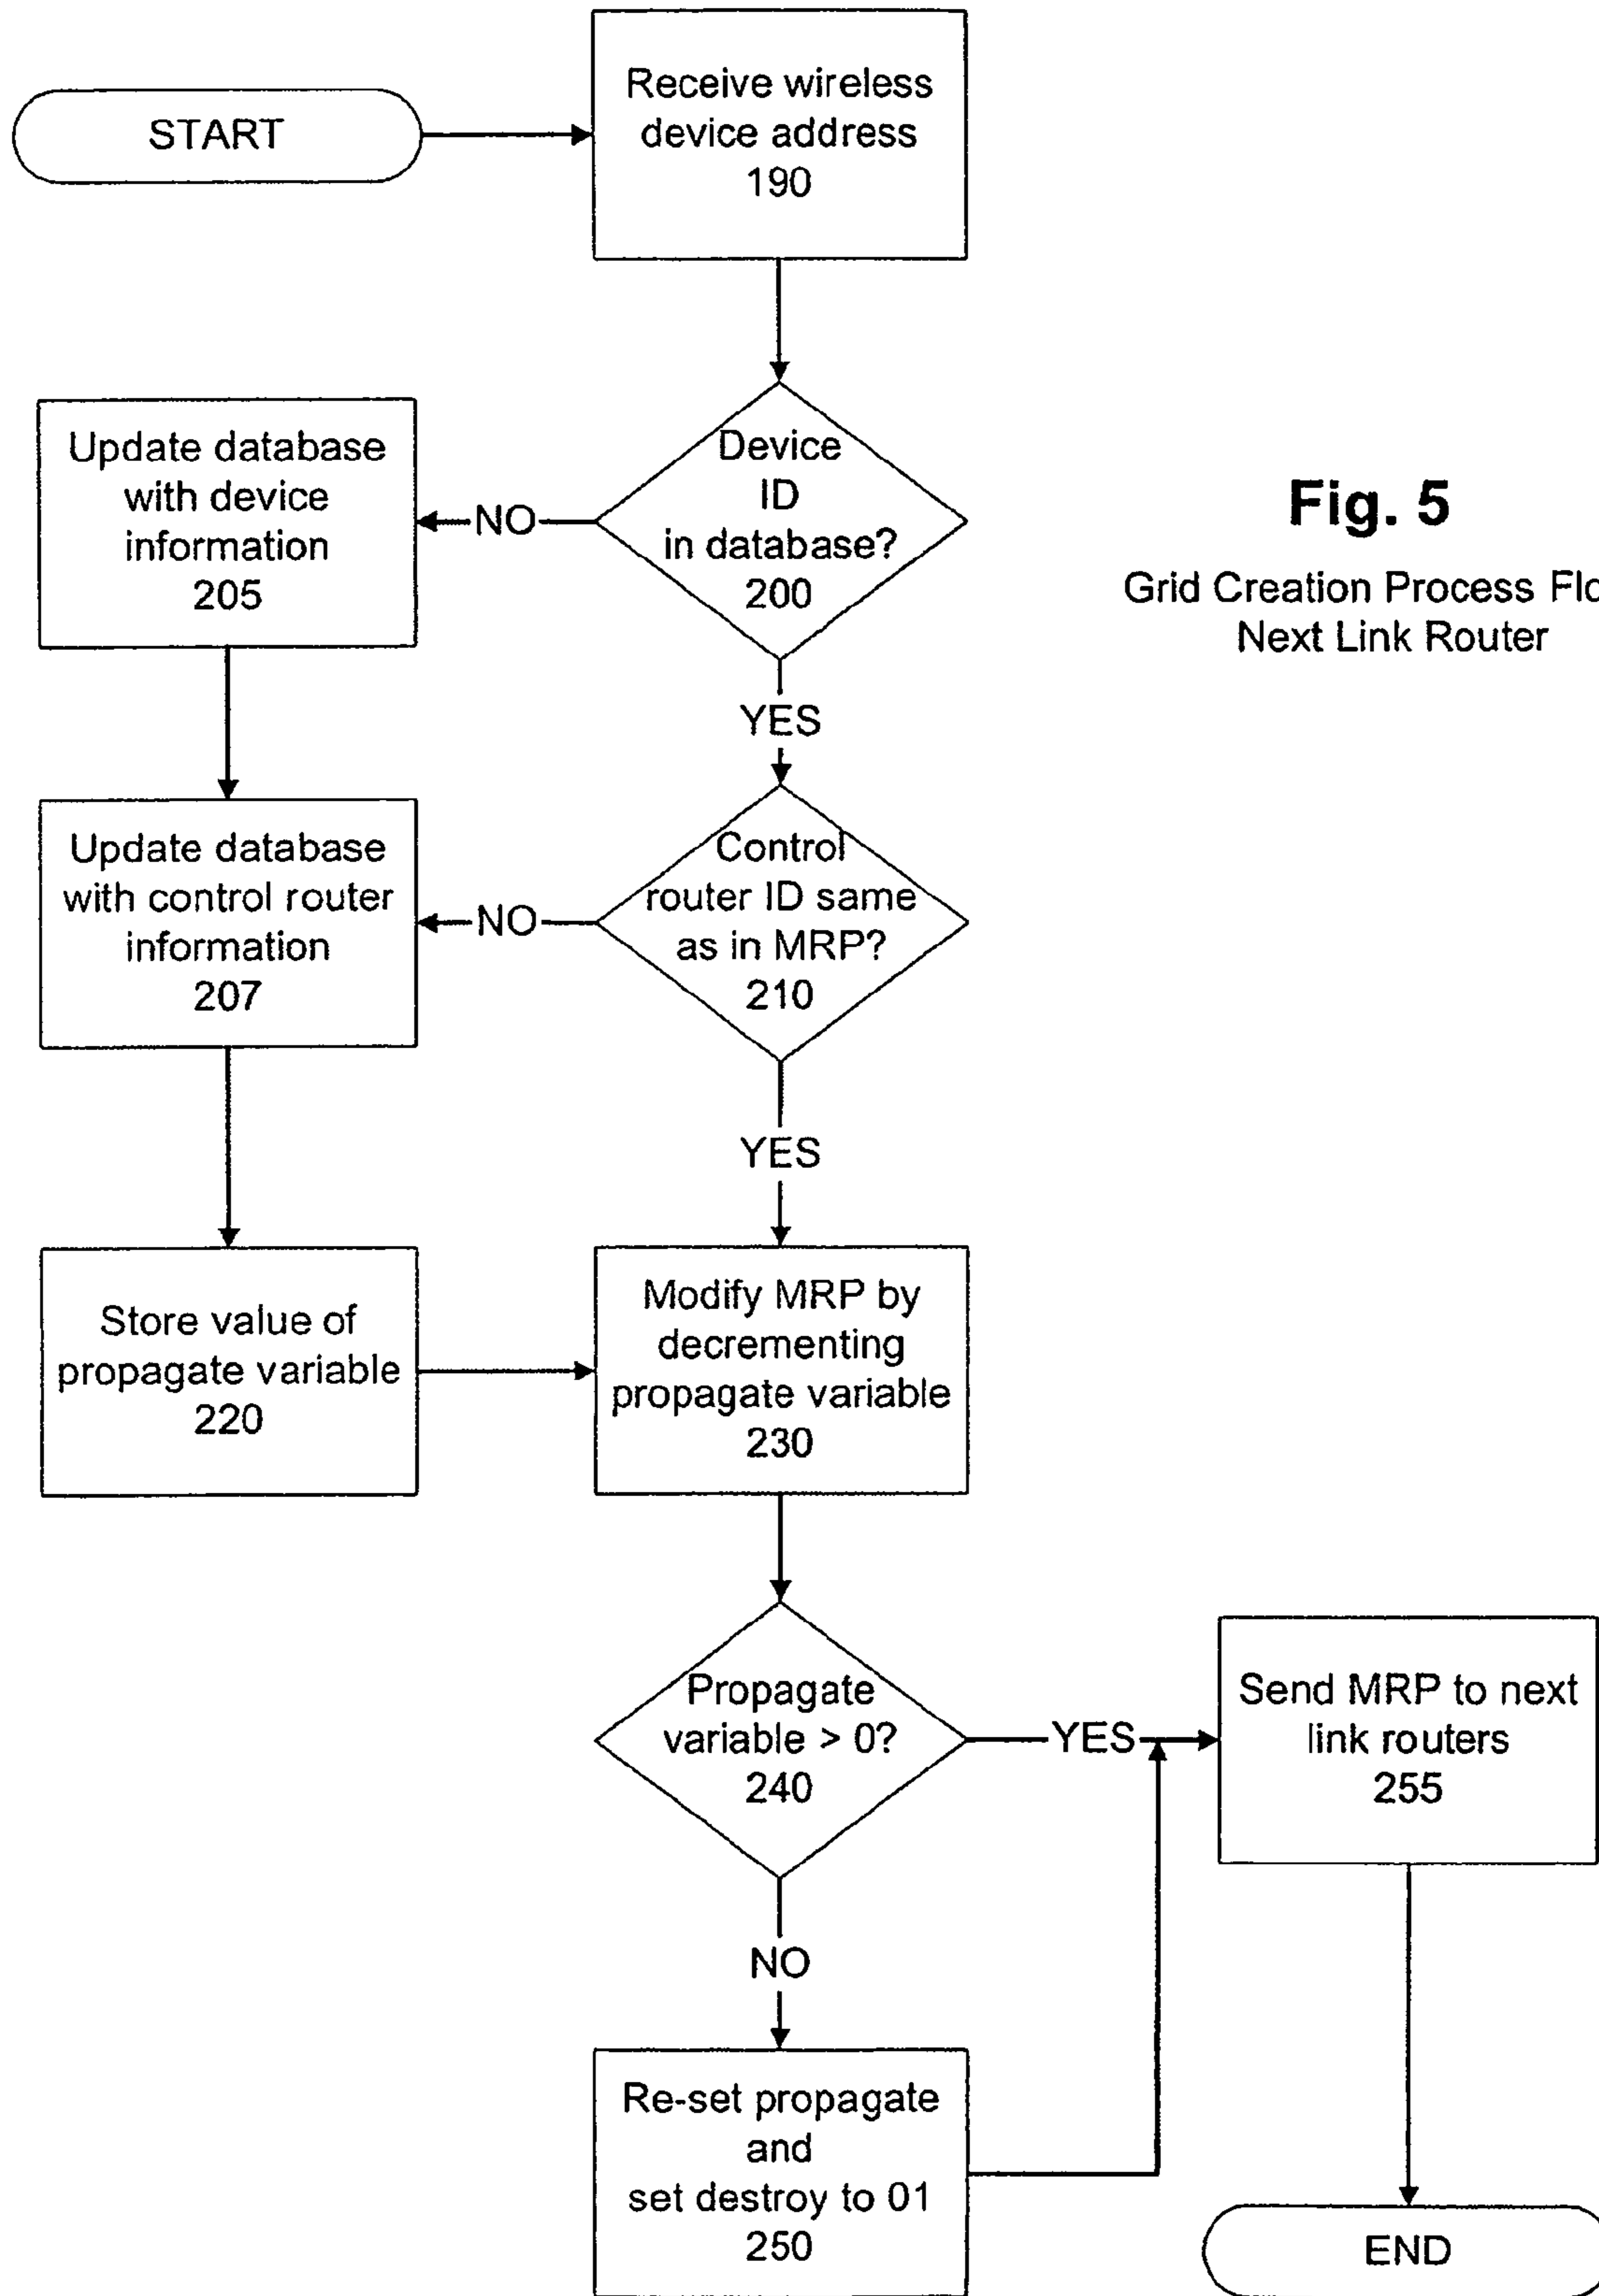 START
Receive wireless
device address
190
Device
ID
in database?
200
NO
Update database
with device
information
205
Fig. 5
Grid Creation Process Flo
Next Link Router
YES
Control
router ID same
as in MRP?
210
NO
Update database
with control router
information
207
YES
Store value of
propagate variable
220
Modify MRP by
decrementing
propagate variable
230
Propagate
variable > 0?
240
YES
Send MRP to next
link routers
255
NO
Re-set propagate
and
set destroy to 01
250
END